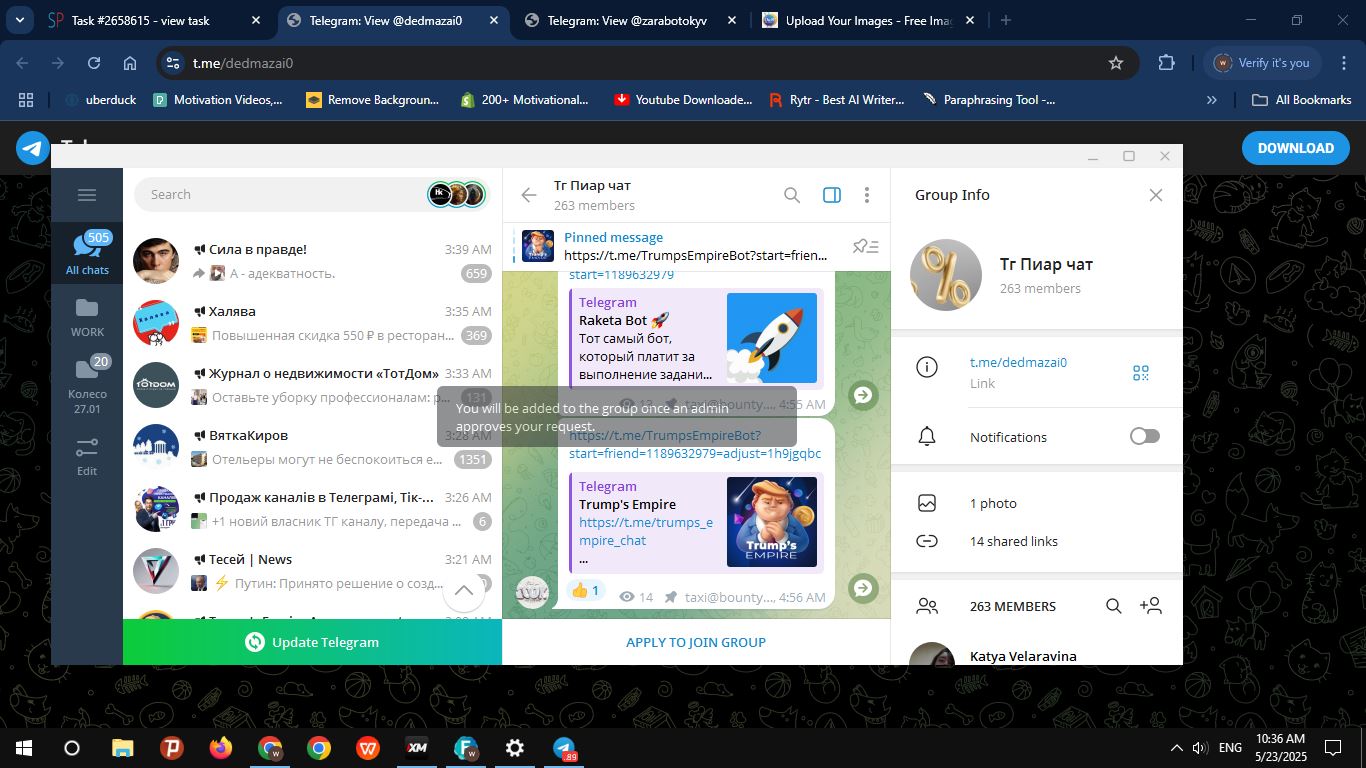 Task #2658615 - view task
Telegram: View @dedmazai0
Telegram: View @zarabotokyv
Upload Your Images - Free Imag
t.me/dedmazai0
Verify it's you
uberduck
Motivation Videos,...
Remove Backgroun...
200+ Motivational...
Youtube Downloade...
Rytr - Best AI Writer...
Paraphrasing Tool -...
All Bookmarks
DOWNLOAD
Search
Тг Пиар чат
263 members
Group Info
505
All chats
WORK
20
Колесо
27.01
Edit
Сила в правде!
3:39 AM
А - адекватность.
659
Халява
3:35 AM
Повышенная скидка 550 ₽ в ресторан...
369
Журнал о недвижимости «ТотДом»
3:33 AM
Оставьте уборку профессионалам: р...
131
ВяткаКиров
3:28 AM
Отельеры могут не беспокоиться е...
1351
Продаж каналів в Телеграмі, Тік-...
3:26 AM
+1 новий власник ТГ каналу, передача ...
6
Тесей | News
3:21 AM
⚡ Путин: Принято решение о созд...
Update Telegram
Pinned message
https://t.me/TrumpsEmpireBot?start=frien...
start=1189632979
Telegram
Raketa Bot 🚀
Тот самый бот,
который платит за
выполнение задани...
13 taxi@bounty...., 4:55 AM
You will be added to the group once an admin
approves your request.
https://t.me/TrumpsEmpireBot?
start=friend=1189632979=adjust=1h9jgqbc
Telegram
Trump's Empire
https://t.me/trumps_e
mpire_chat
...
Trump's
EMPIRE
👍 1
14 taxi@bounty...., 4:56 AM
APPLY TO JOIN GROUP
Тг Пиар чат
263 members
t.me/dedmazai0
Link
Notifications
1 photo
14 shared links
263 MEMBERS
Katya Velaravina
ENG
10:36 AM
5/23/2025